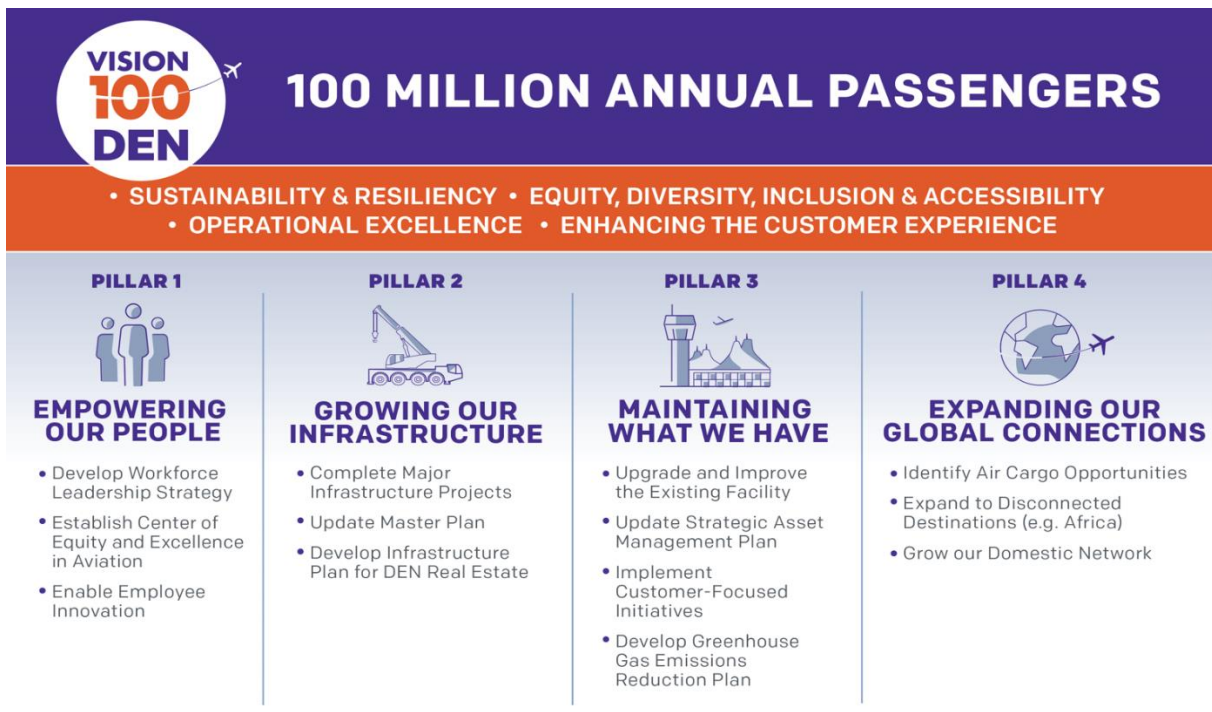 VISION
100
DEN
100 MILLION ANNUAL PASSENGERS
• SUSTAINABILITY & RESILIENCY • EQUITY, DIVERSITY, INCLUSION & ACCESSIBILITY
• OPERATIONAL EXCELLENCE • ENHANCING THE CUSTOMER EXPERIENCE
PILLAR 1
EMPOWERING
OUR PEOPLE
• Develop Workforce
Leadership Strategy
• Establish Center of
Equity and Excellence
in Aviation
• Enable Employee
Innovation
PILLAR 2
GROWING OUR
INFRASTRUCTURE
• Complete Major
Infrastructure Projects
• Update Master Plan
• Develop Infrastructure
Plan for DEN Real Estate
PILLAR 3
MAINTAINING
WHAT WE HAVE
• Upgrade and Improve
the Existing Facility
• Update Strategic Asset
Management Plan
• Implement
Customer-Focused
Initiatives
• Develop Greenhouse
Gas Emissions
Reduction Plan
PILLAR 4
EXPANDING OUR
GLOBAL CONNECTIONS
• Identify Air Cargo Opportunities
• Expand to Disconnected
Destinations (e.g. Africa)
• Grow our Domestic Network